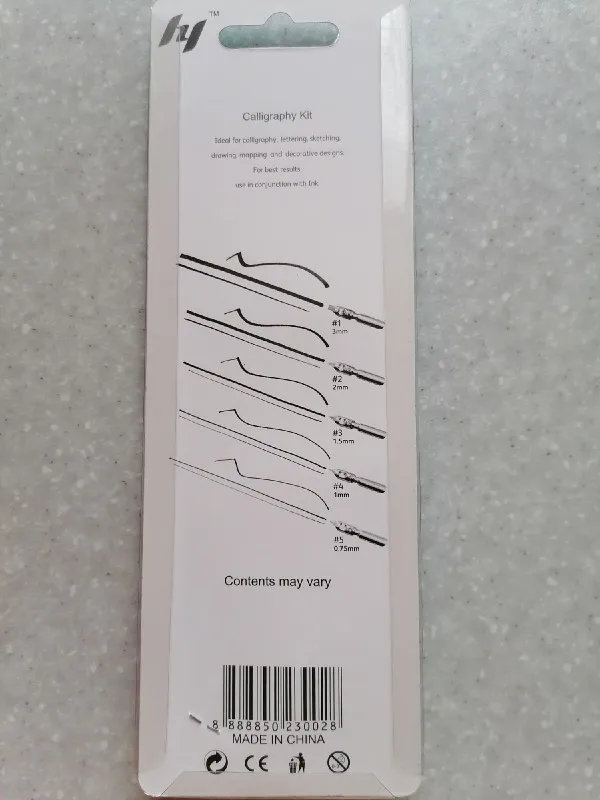 hy™
Calligraphy Kit
Ideal for calligraphy, lettering, sketching,
drawing, mapping and decorative designs.
For best results,
use in conjunction with Ink.
#1
3mm
#2
2mm
#3
1.5mm
#4
1mm
#5
0.75mm
Contents may vary
8 888850 230028
MADE IN CHINA
CE